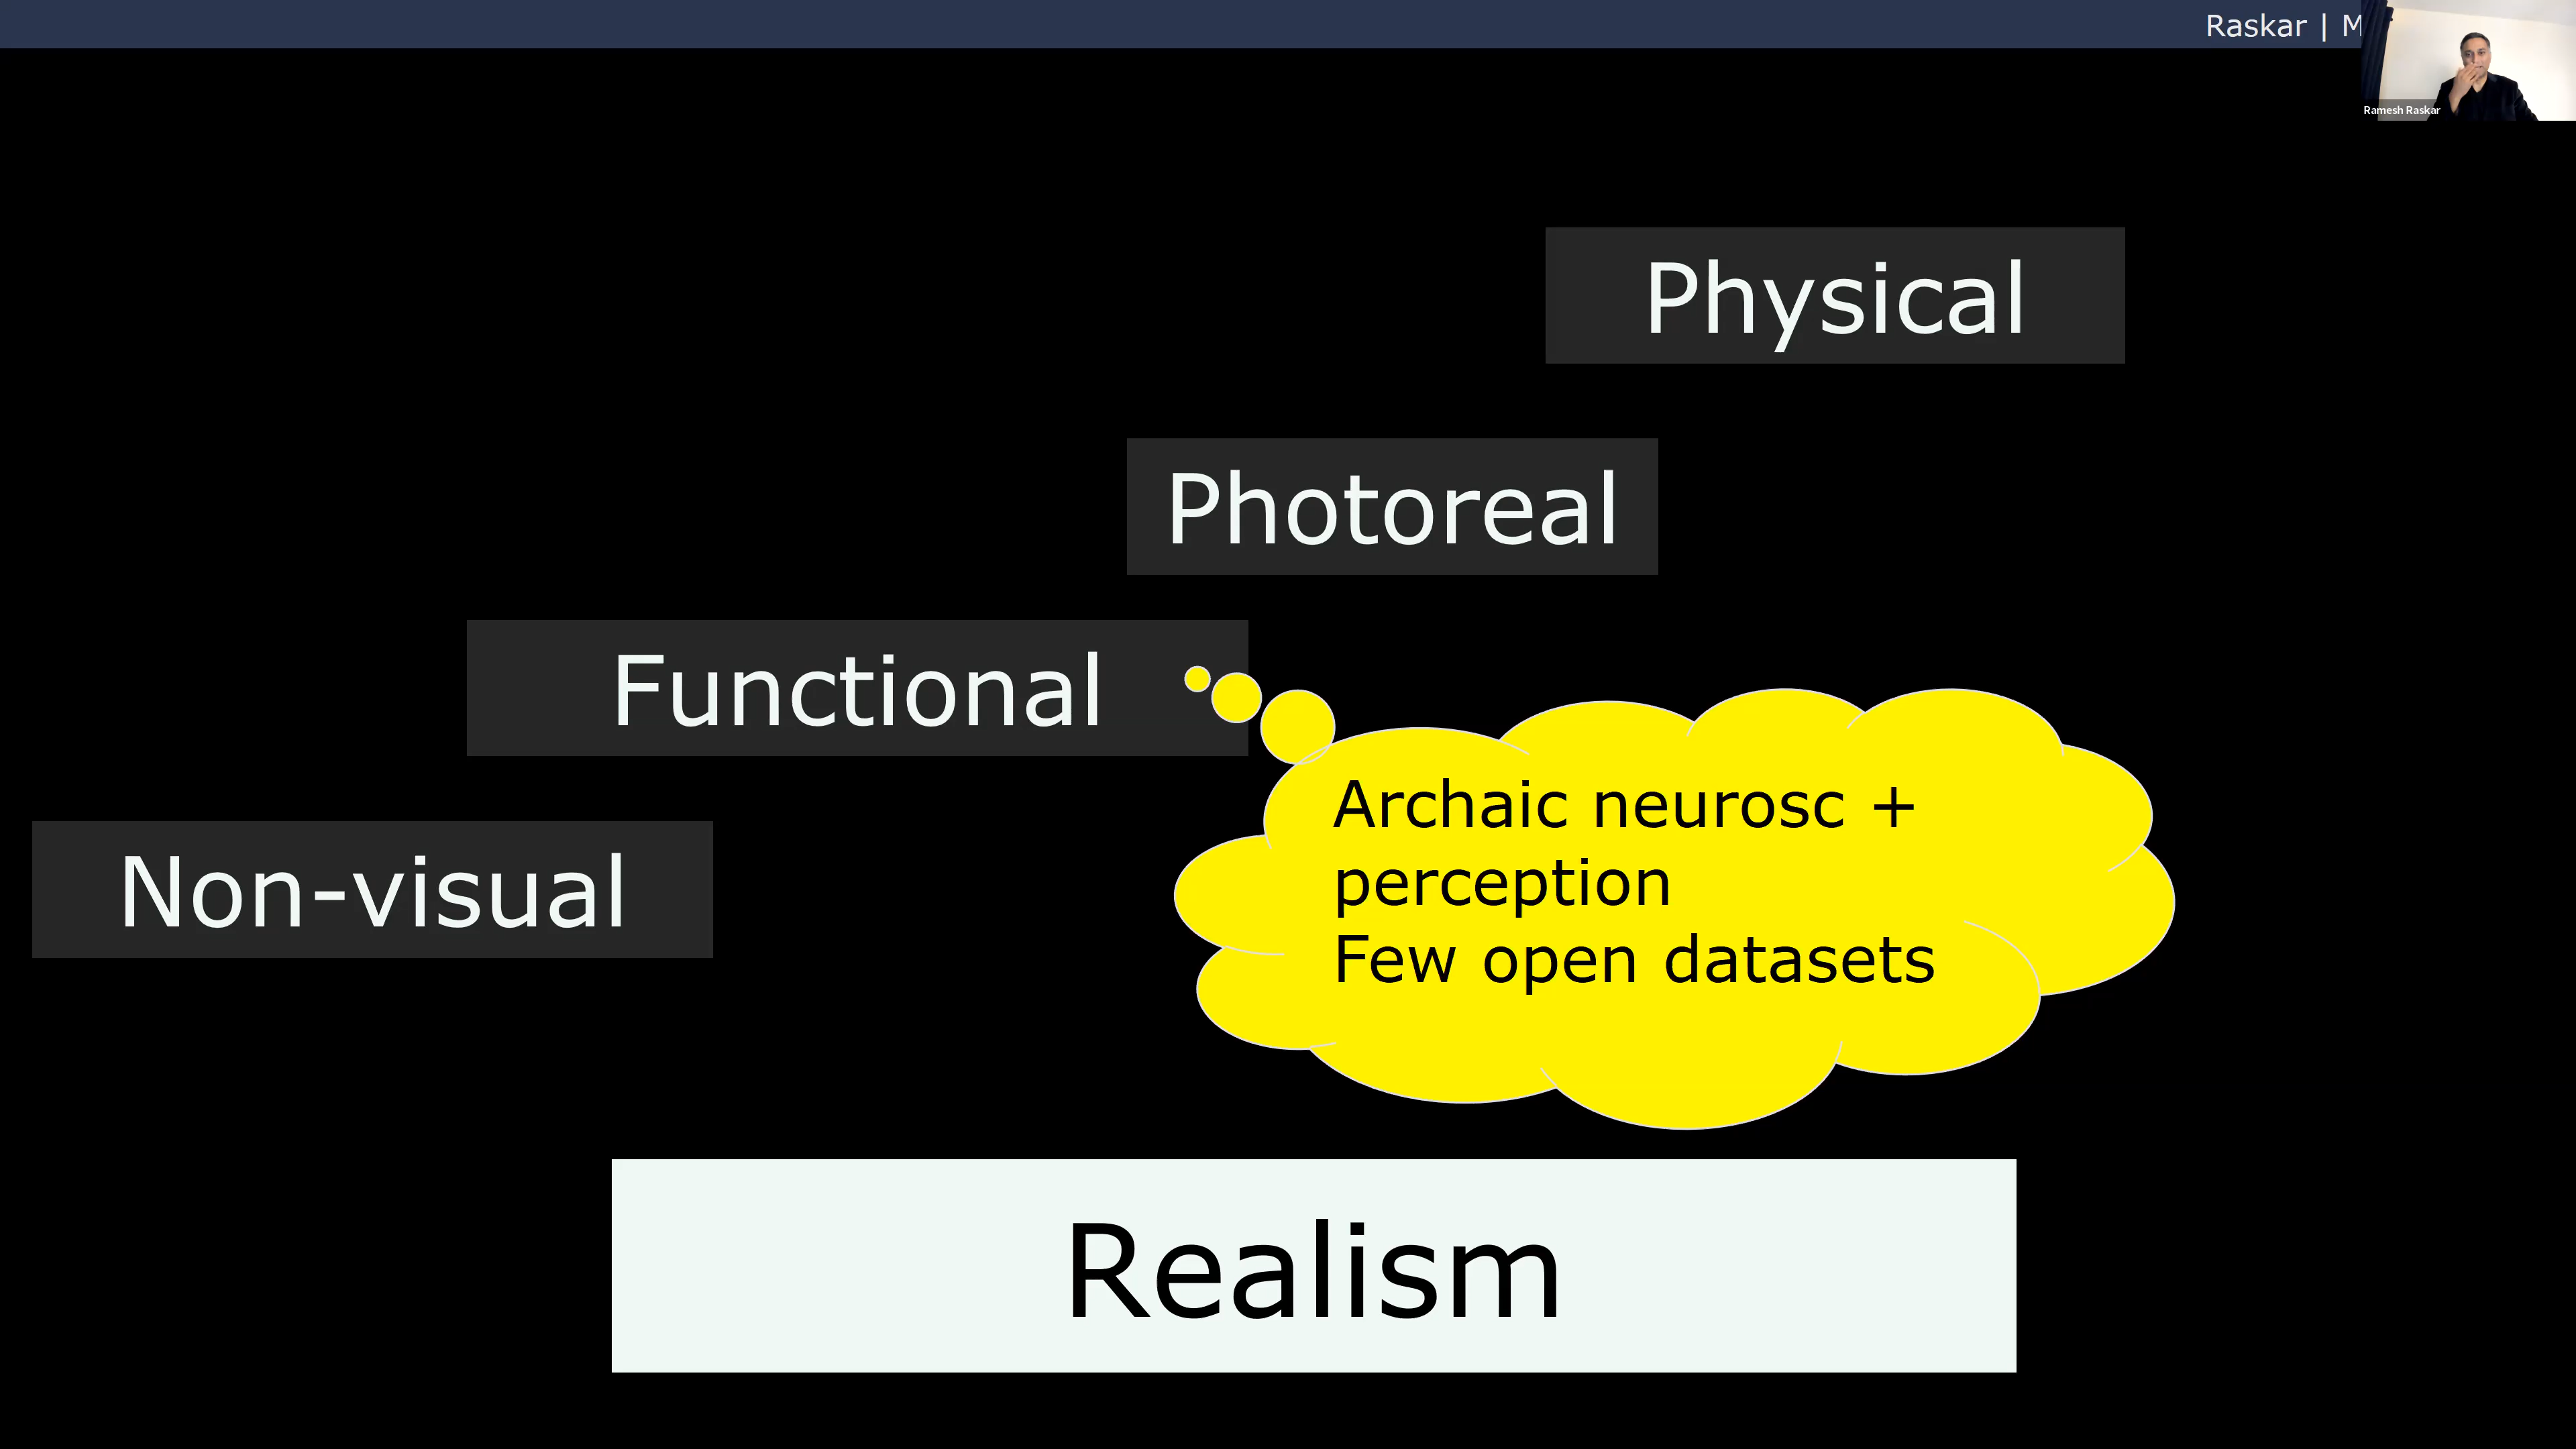 Raskar | M
Ramesh Raskar
Physical
Photoreal
Functional
Non-visual
Archaic neurosc +
perception
Few open datasets
Realism